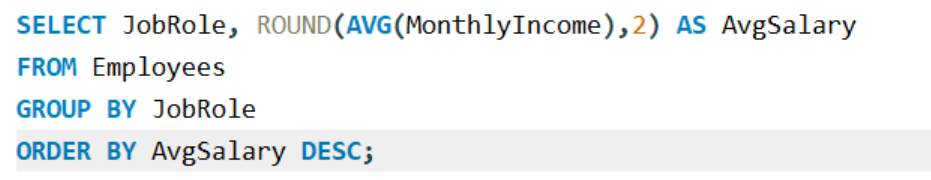 SELECT JobRole, ROUND(AVG(MonthlyIncome),2) AS AvgSalary
FROM Employees
GROUP BY JobRole
ORDER BY AvgSalary DESC;